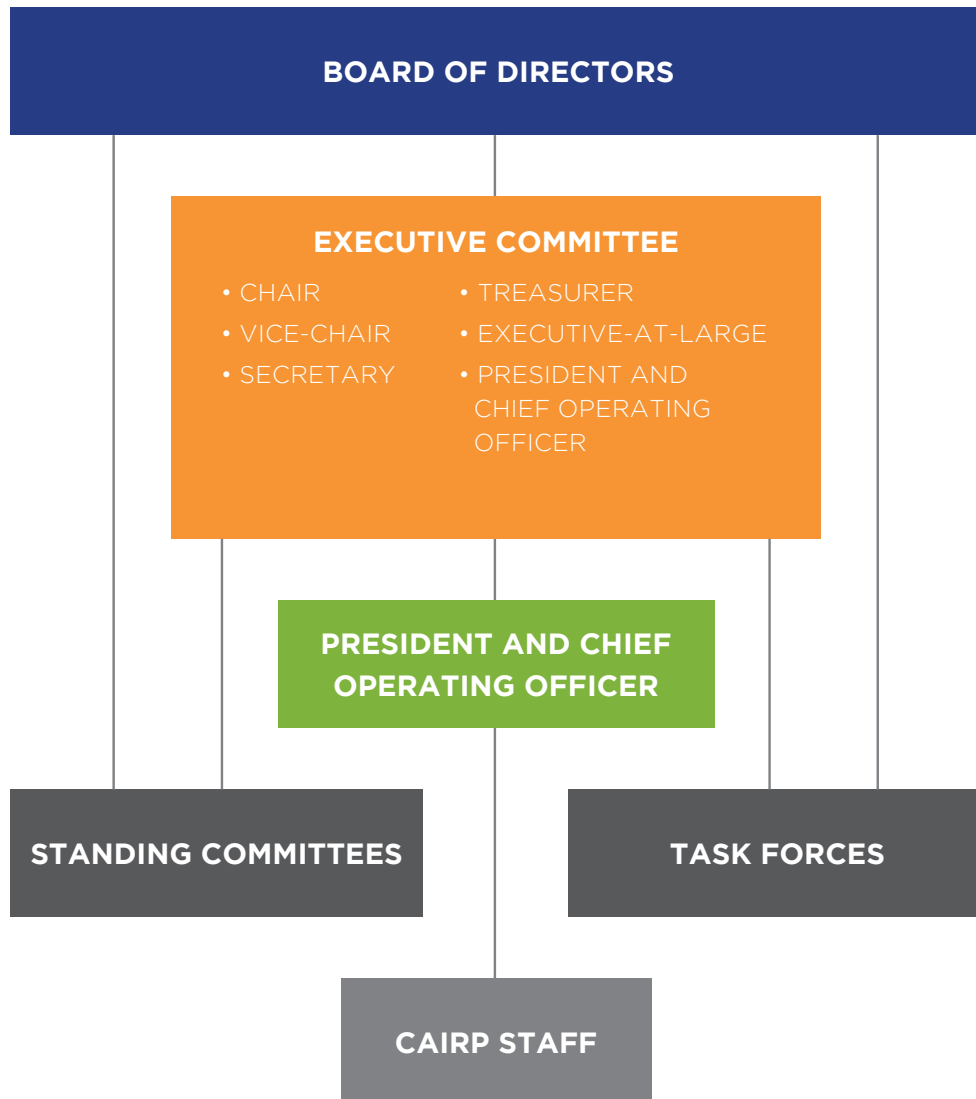 BOARD OF DIRECTORS
EXECUTIVE COMMITTEE
• CHAIR
• VICE-CHAIR
• SECRETARY
• TREASURER
• EXECUTIVE-AT-LARGE
• PRESIDENT AND
CHIEF OPERATING
OFFICER
PRESIDENT AND CHIEF
OPERATING OFFICER
STANDING COMMITTEES
TASK FORCES
CAIRP STAFF